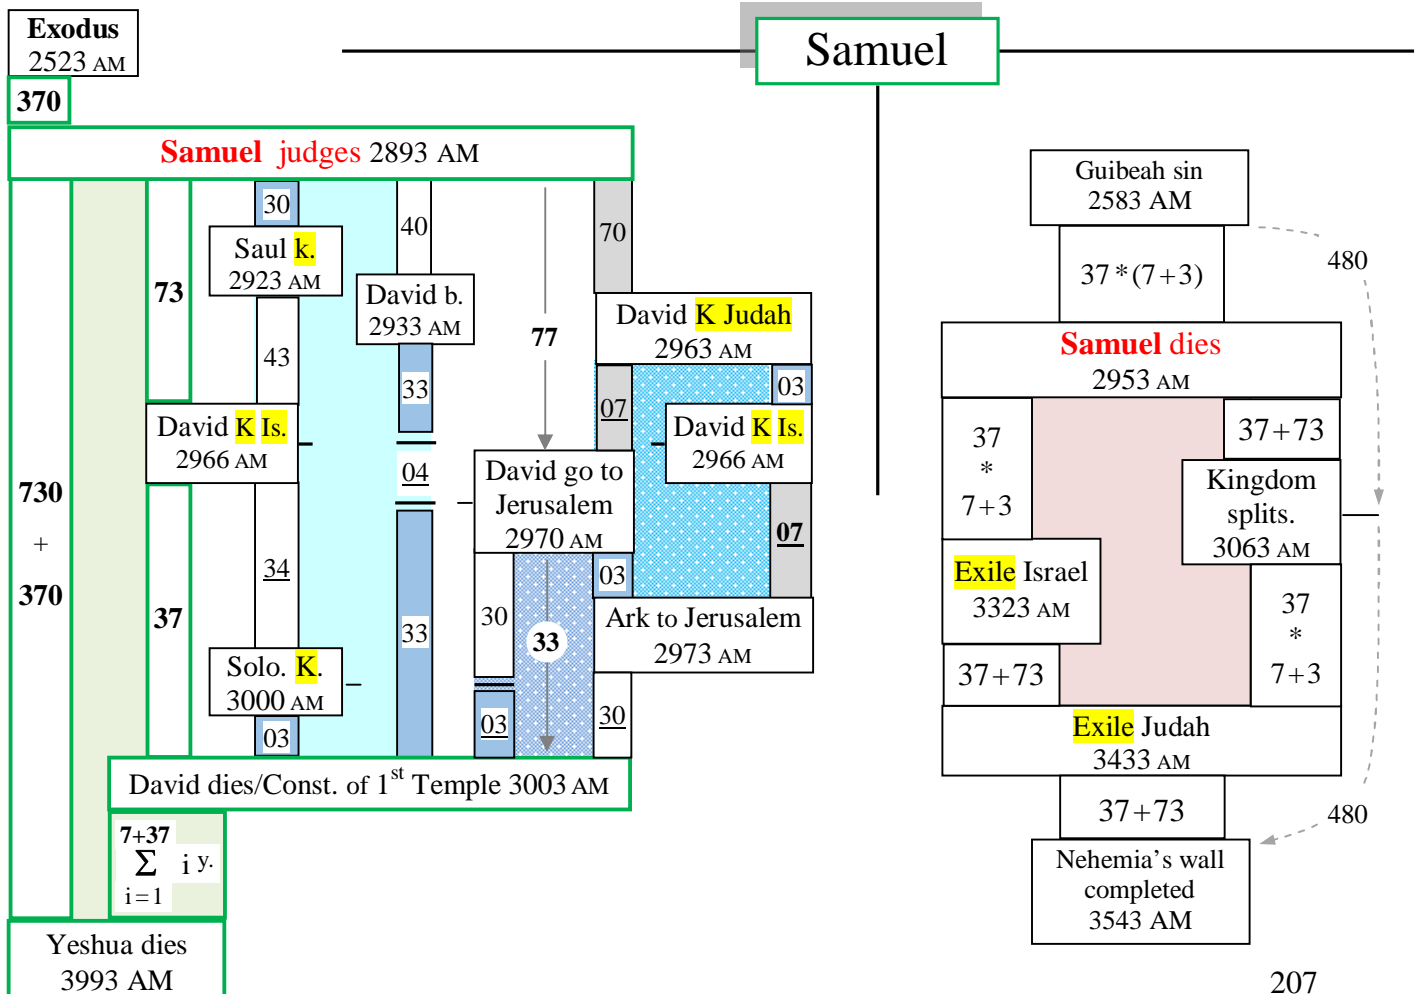 Samuel
Exodus
2523 AM
370
Samuel judges 2893 AM
730
+
370
73
37
30
Saul k.
2923 AM
43
David K Is.
2966 AM
34
Solo. K.
3000 AM
03
40
David b.
2933 AM
33
04
33
77
David go to
Jerusalem
2970 AM
30
33
03
70
David K Judah
2963 AM
07
03
David K Is.
2966 AM
07
03
Ark to Jerusalem
2973 AM
30
David dies/Const. of 1st Temple 3003 AM
7+37
Σ i y.
i=1
Yeshua dies
3993 AM
Guibeah sin
2583 AM
480
37*(7+3)
Samuel dies
2953 AM
37
*
7+3
37+73
Kingdom
splits.
3063 AM
Exile Israel
3323 AM
37
*
7+3
37+73
Exile Judah
3433 AM
37+73
480
Nehemia's wall
completed
3543 AM
207